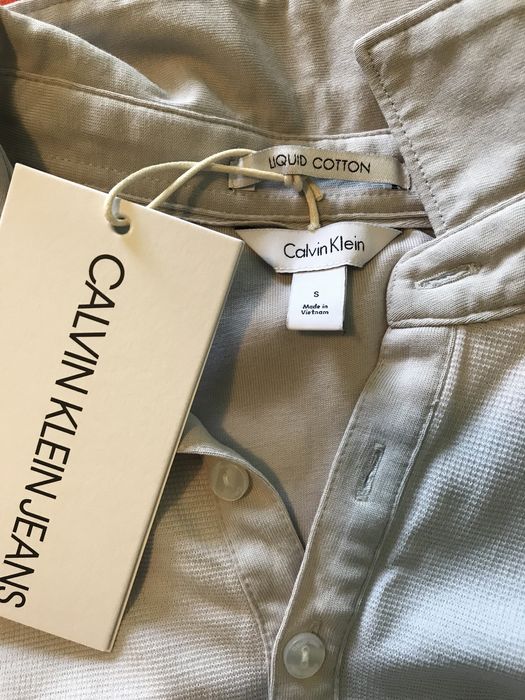 LIQUID COTTON
Calvin Klein
S
Made in
Vietnam
CALVIN KLEIN JEANS